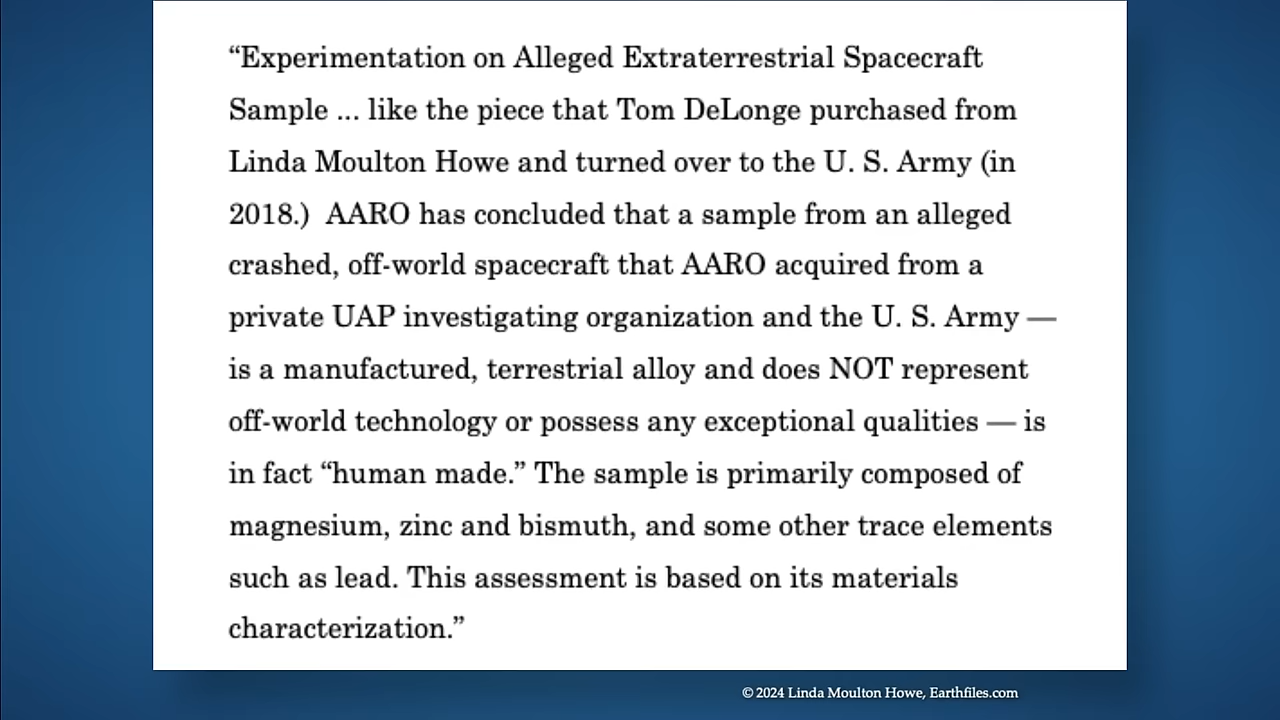 “Experimentation on Alleged Extraterrestrial Spacecraft
Sample ... like the piece that Tom DeLonge purchased from
Linda Moulton Howe and turned over to the U. S. Army (in
2018.)  AARO has concluded that a sample from an alleged
crashed, off-world spacecraft that AARO acquired from a
private UAP investigating organization and the U. S. Army —
is a manufactured, terrestrial alloy and does NOT represent
off-world technology or possess any exceptional qualities — is
in fact “human made.” The sample is primarily composed of
magnesium, zinc and bismuth, and some other trace elements
such as lead. This assessment is based on its materials
characterization.”
© 2024 Linda Moulton Howe, Earthfiles.com